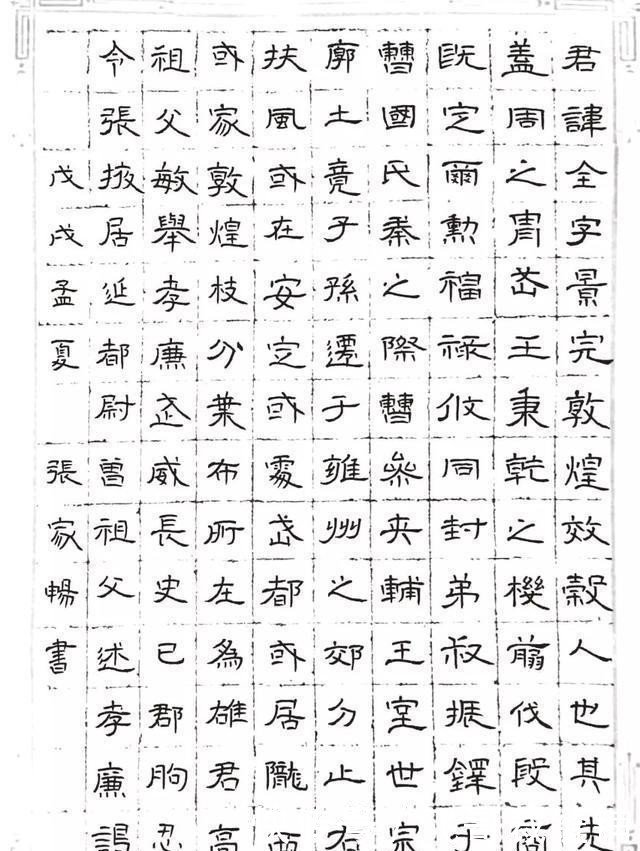 君諱全字景完敦煌效穀人也其先
蓋周之冑武王秉乾之機翦伐殷商
既定爾勳福祿攸同封弟叔振鐸于
曹國氏秦之際曹參夾輔王室世宗
廓土竟子孫遷于雍州之郊分止右
扶風或在安定或處武都或居隴西
或家敦煌枝分葉布所在為雄君高
祖父敏舉孝廉武威長史巴郡朐忍
令張掖居延都尉曾祖父述孝廉謁
戊戌孟夏 張家暢書